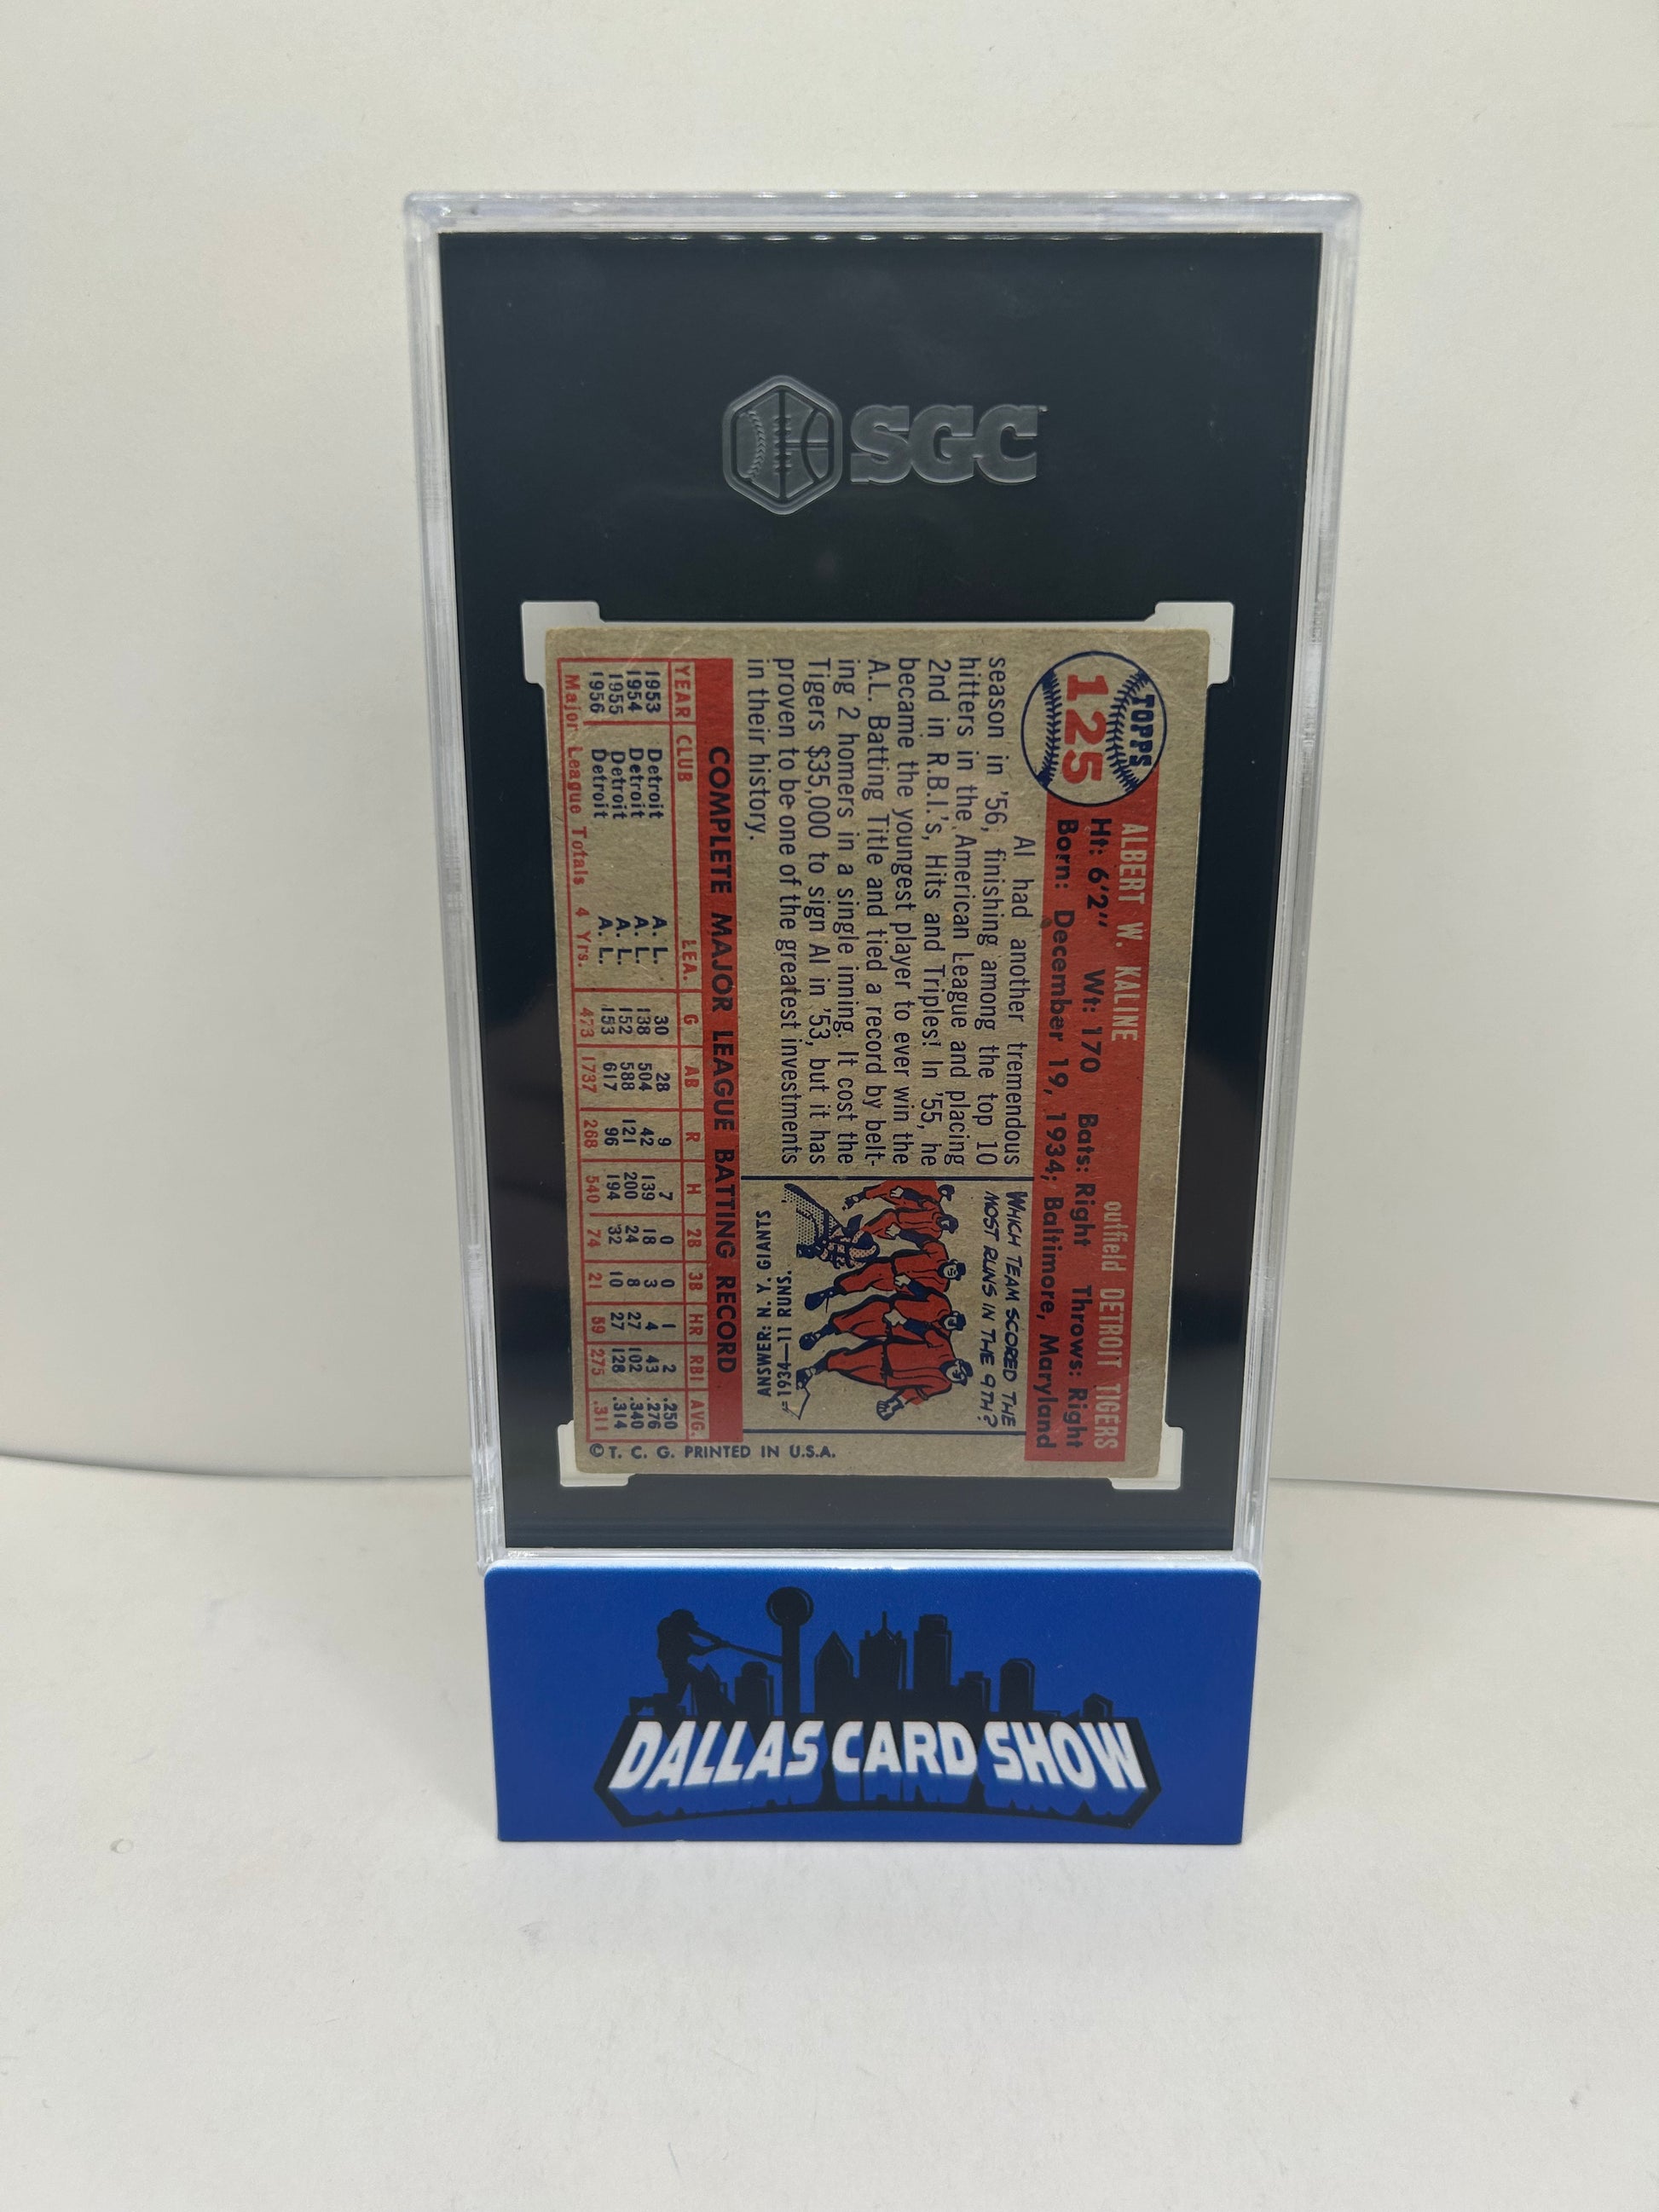 SGC
TOPPS
125
ALBERT W. KALINE outfield DETROIT TIGERS
Ht: 6'2" Wt: 170 Bats: Right Throws: Right
Born: December 19, 1934; Baltimore, Maryland
Al had another tremendous
season in '56, finishing among the top 10
hitters in the American League and placing
2nd in R.B.I.'s, Hits and Triples! In '55, he
became the youngest player to ever win the
A.L. Batting Title and tied a record by belt-
ing 2 homers in a single inning. It cost the
Tigers $35,000 to sign Al in '53, but it has
proven to be one of the greatest investments
in their history.
WHICH TEAM SCORED THE
MOST RUNS IN THE 9TH?
ANSWER: N. Y. GIANTS
1934—11 RUNS.
COMPLETE MAJOR LEAGUE BATTING RECORD
YEAR CLUB LEA. G AB R H 2B 3B HR RBI AVG.
1953 Detroit A. L. 30 28 9 7 0 0 1 2 .250
1954 Detroit A. L. 138 504 42 139 18 3 4 43 .276
1955 Detroit A. L. 152 588 121 200 24 8 27 102 .340
1956 Detroit A. L. 153 617 96 194 32 10 27 128 .314
Major League Totals 4 Yrs. 473 1737 268 540 74 21 59 275 .311
© T. C. G. PRINTED IN U.S.A.
DALLAS CARD SHOW